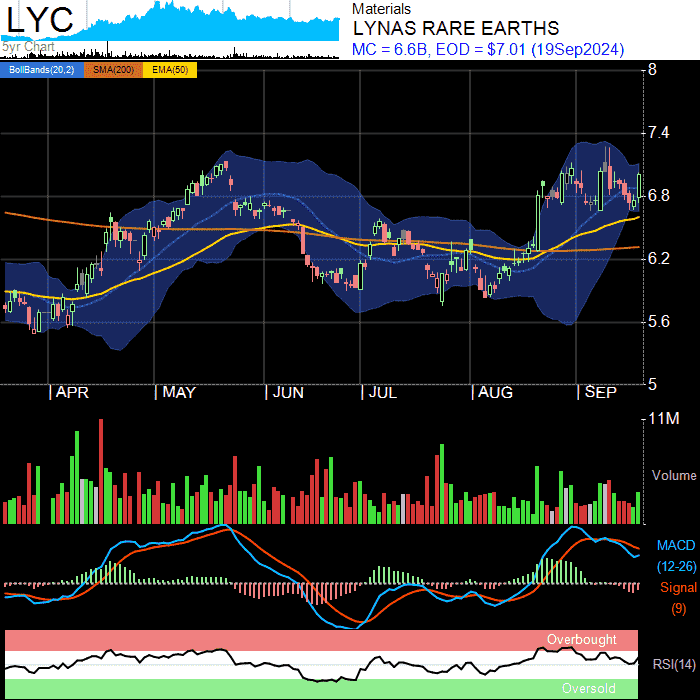 LYC
5yr Chart
Materials
LYNAS RARE EARTHS
MC = 6.6B, EOD = $7.01 (19Sep2024)
BollBands(20,2) SMA(200) EMA(50)
8
7.4
6.8
6.2
5.6
5
APR MAY JUN JUL AUG SEP
11M
Volume
MACD
(12-26)
Signal
(9)
Overbought
RSI(14)
Oversold